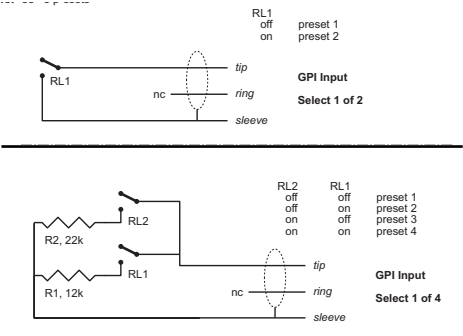 RL1
off preset 1
on preset 2
tip
RL1
GPI Input
nc ring
Select 1 of 2
sleeve
RL2 RL1
off off preset 1
off on preset 2
on off preset 3
on on preset 4
RL2
R2, 22k
tip
RL1
GPI Input
R1, 12k
nc ring
Select 1 of 4
sleeve